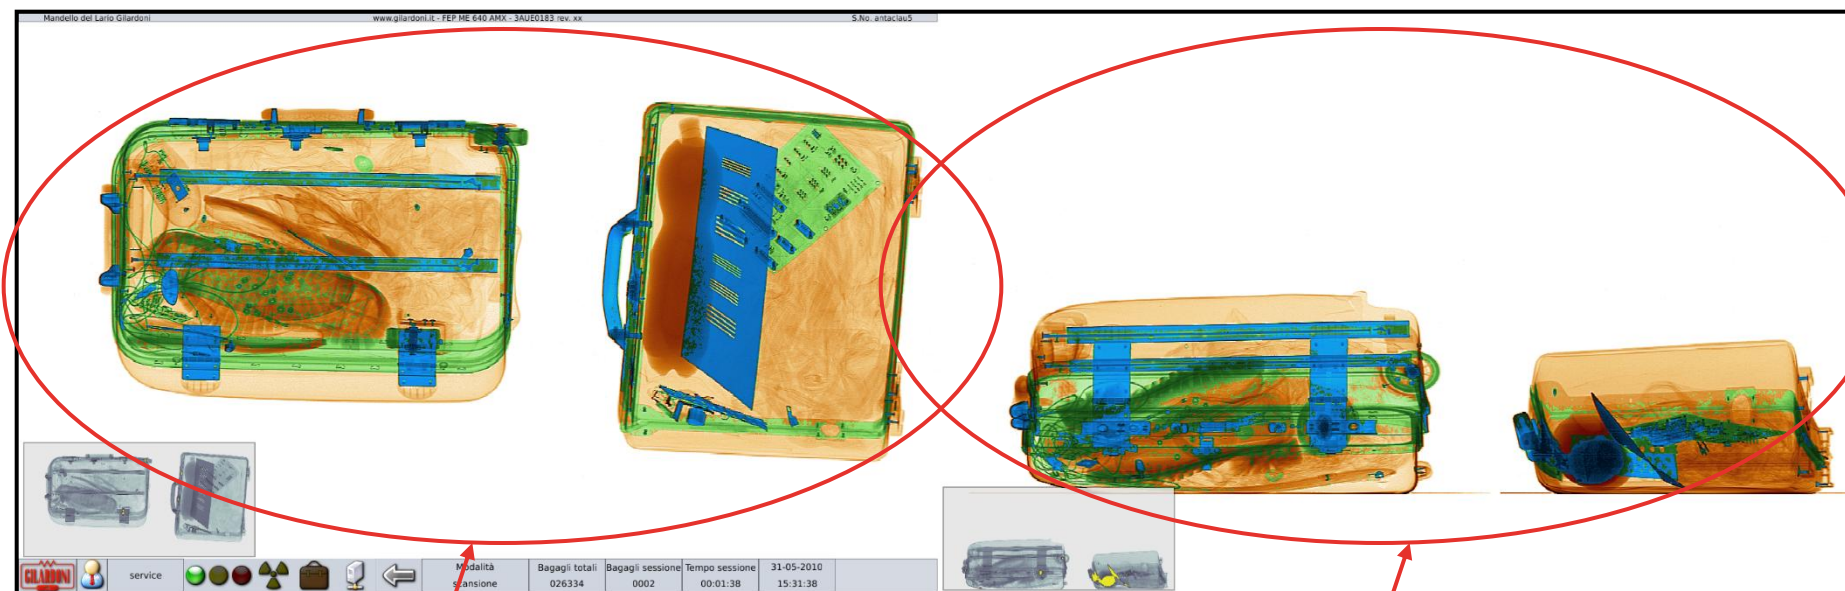 Mandello del Lario Gilardoni
www.gilardoni.it - FEP ME 640 AMX - 3AUE0183 rev. xx
S.No. antaclau5
GILARDONI
service
Modalità
scansione
Bagagli totali
026334
Bagagli sessione
0002
Tempo sessione
00:01:38
31-05-2010
15:31:38